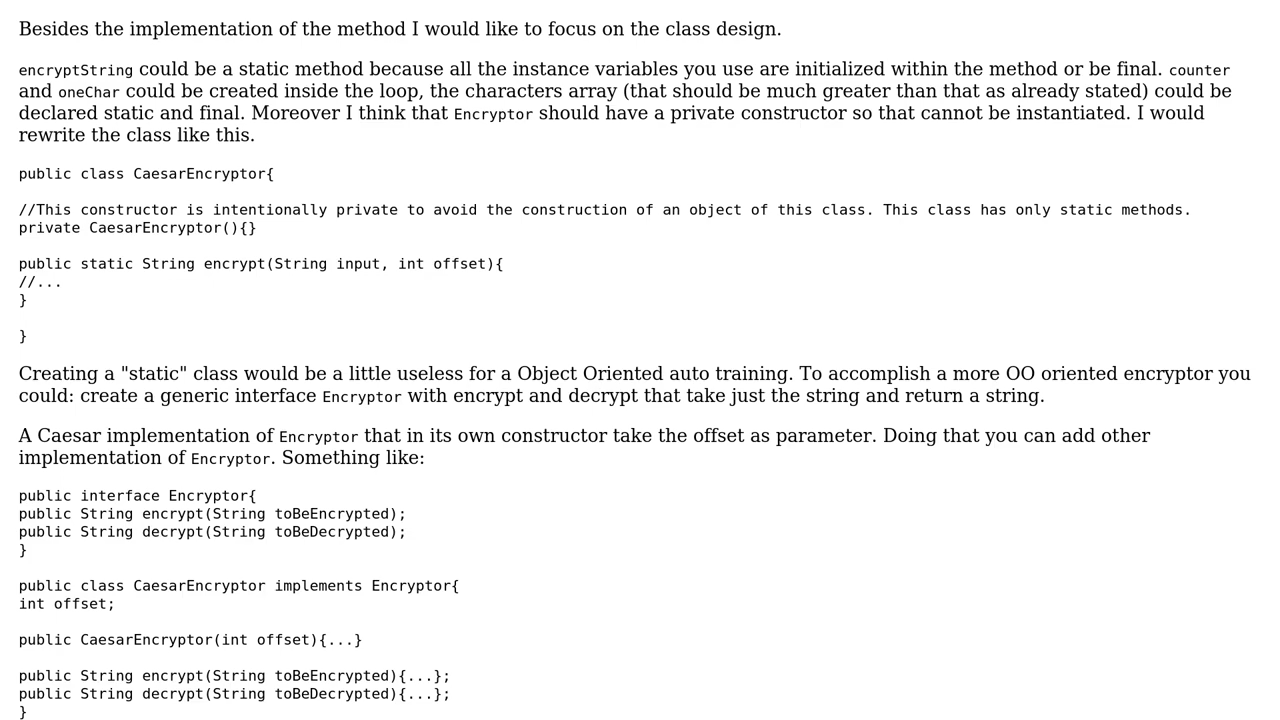 Besides the implementation of the method I would like to focus on the class design.
encryptString could be a static method because all the instance variables you use are initialized within the method or be final. counter
and oneChar could be created inside the loop, the characters array (that should be much greater than that as already stated) could be
declared static and final. Moreover I think that Encryptor should have a private constructor so that cannot be instantiated. I would
rewrite the class like this.
public class CaesarEncryptor{
//This constructor is intentionally private to avoid the construction of an object of this class. This class has only static methods.
private CaesarEncryptor(){}
public static String encrypt(String input, int offset){
//...
}
}
Creating a "static" class would be a little useless for a Object Oriented auto training. To accomplish a more OO oriented encryptor you
could: create a generic interface Encryptor with encrypt and decrypt that take just the string and return a string.
A Caesar implementation of Encryptor that in its own constructor take the offset as parameter. Doing that you can add other
implementation of Encryptor. Something like:
public interface Encryptor{
public String encrypt(String toBeEncrypted);
public String decrypt(String toBeDecrypted);
}
public class CaesarEncryptor implements Encryptor{
int offset;
public CaesarEncryptor(int offset){...}
public String encrypt(String toBeEncrypted){...};
public String decrypt(String toBeDecrypted){...};
}